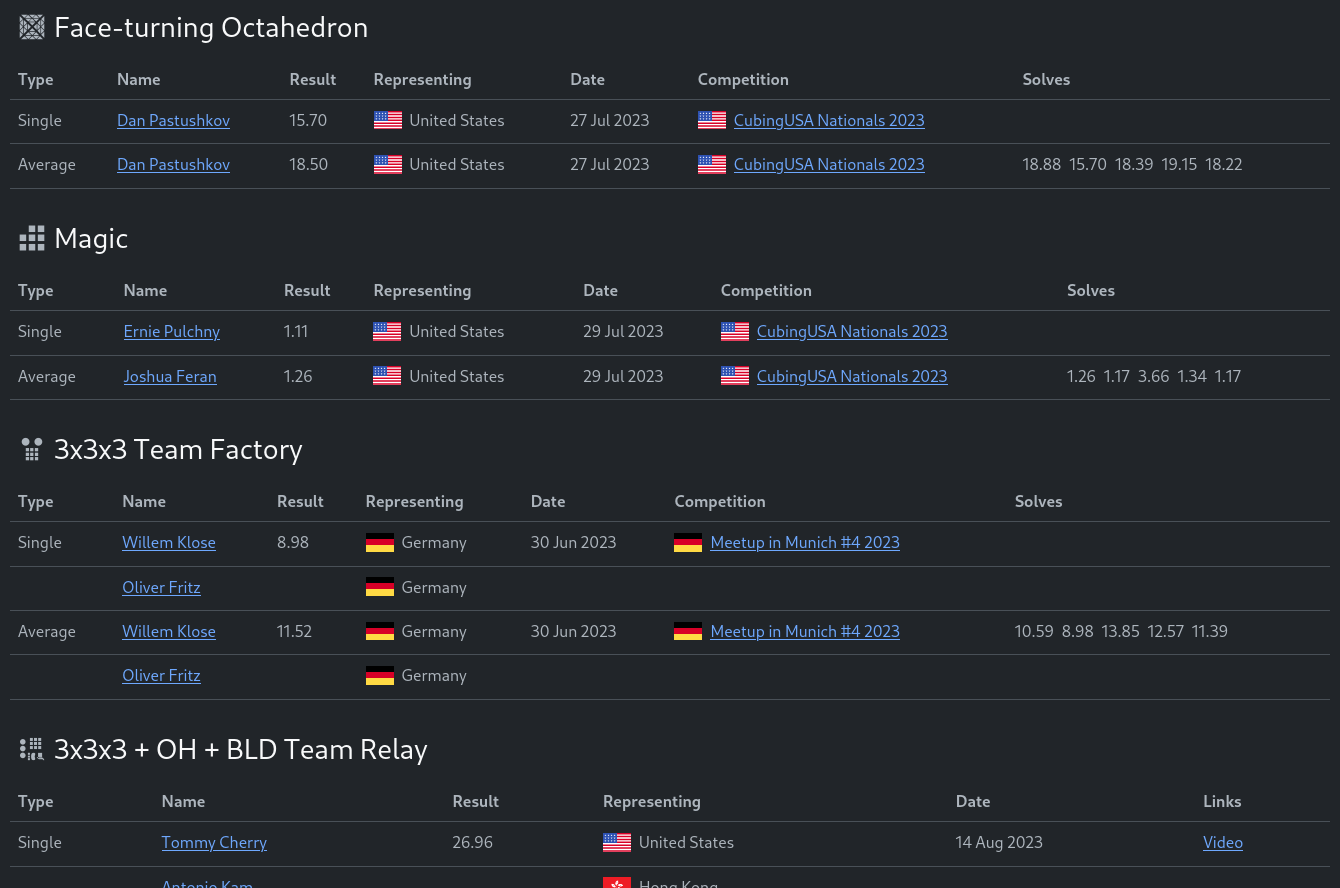 Face-turning Octahedron
Type Name Result Representing Date Competition Solves
Single Dan Pastushkov 15.70 United States 27 Jul 2023 CubingUSA Nationals 2023
Average Dan Pastushkov 18.50 United States 27 Jul 2023 CubingUSA Nationals 2023 18.88 15.70 18.39 19.15 18.22
Magic
Type Name Result Representing Date Competition Solves
Single Ernie Pulchny 1.11 United States 29 Jul 2023 CubingUSA Nationals 2023
Average Joshua Feran 1.26 United States 29 Jul 2023 CubingUSA Nationals 2023 1.26 1.17 3.66 1.34 1.17
3x3x3 Team Factory
Type Name Result Representing Date Competition Solves
Single Willem Klose 8.98 Germany 30 Jun 2023 Meetup in Munich #4 2023
Oliver Fritz Germany
Average Willem Klose 11.52 Germany 30 Jun 2023 Meetup in Munich #4 2023 10.59 8.98 13.85 12.57 11.39
Oliver Fritz Germany
3x3x3 + OH + BLD Team Relay
Type Name Result Representing Date Links
Single Tommy Cherry 26.96 United States 14 Aug 2023 Video
Antonio Kam Hong Kong